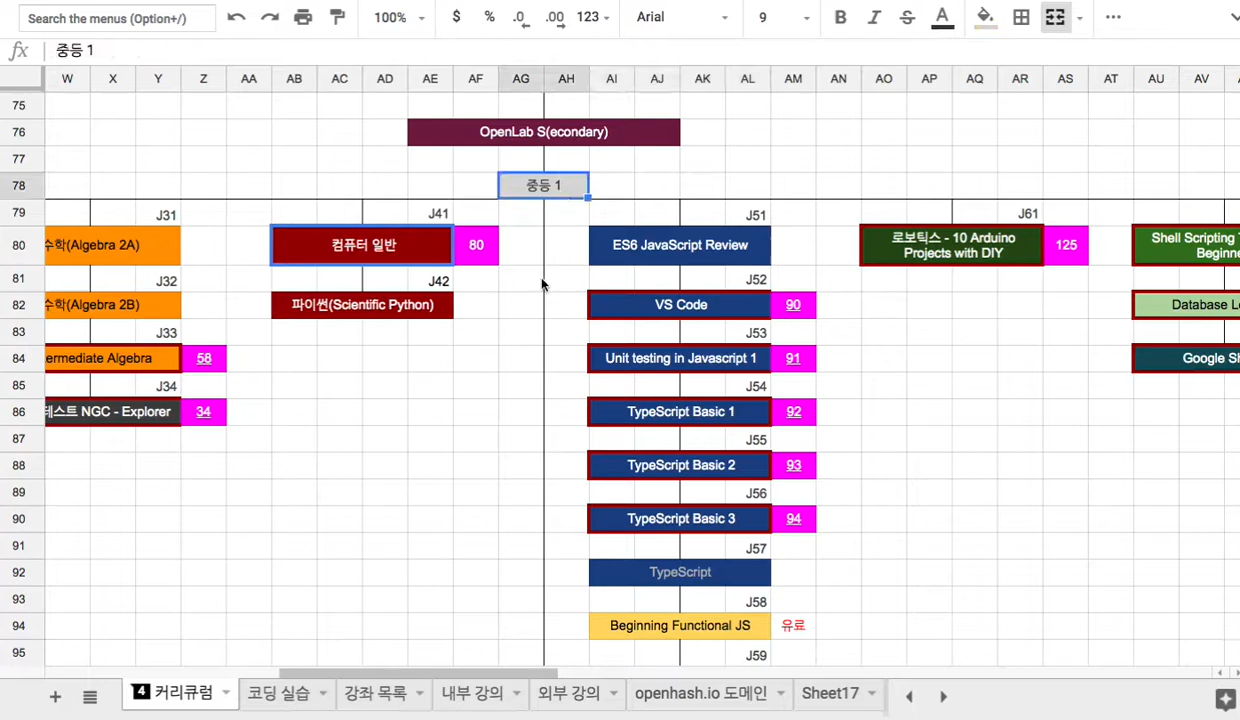 Search the menus (Option+/)
100%
$ % .0 .00 123
Arial
9
B I S A
fx 중등 1
W X Y Z AA AB AC AD AE AF AG AH AI AJ AK AL AM AN AO AP AQ AR AS AT AU AV
75
76 OpenLab S(econdary)
77
78 중등 1
79 J31 J41 J51 J61
80 수학(Algebra 2A) 컴퓨터 일반 80 ES6 JavaScript Review 로보틱스 - 10 Arduino Projects with DIY 125 Shell Scripting Beginne
81 J32 J42 J52
82 수학(Algebra 2B) 파이썬(Scientific Python) VS Code 90 Database L
83 J33 J53
84 ermediate Algebra 58 Unit testing in Javascript 1 91 Google Sh
85 J34 J54
86 테스트 NGC - Explorer 34 TypeScript Basic 1 92
87 J55
88 TypeScript Basic 2 93
89 J56
90 TypeScript Basic 3 94
91 J57
92 TypeScript
93 J58
94 Beginning Functional JS 유료
95 J59
4 커리큐럼 코딩 실습 강좌 목록 내부 강의 외부 강의 openhash.io 도메인 Sheet17